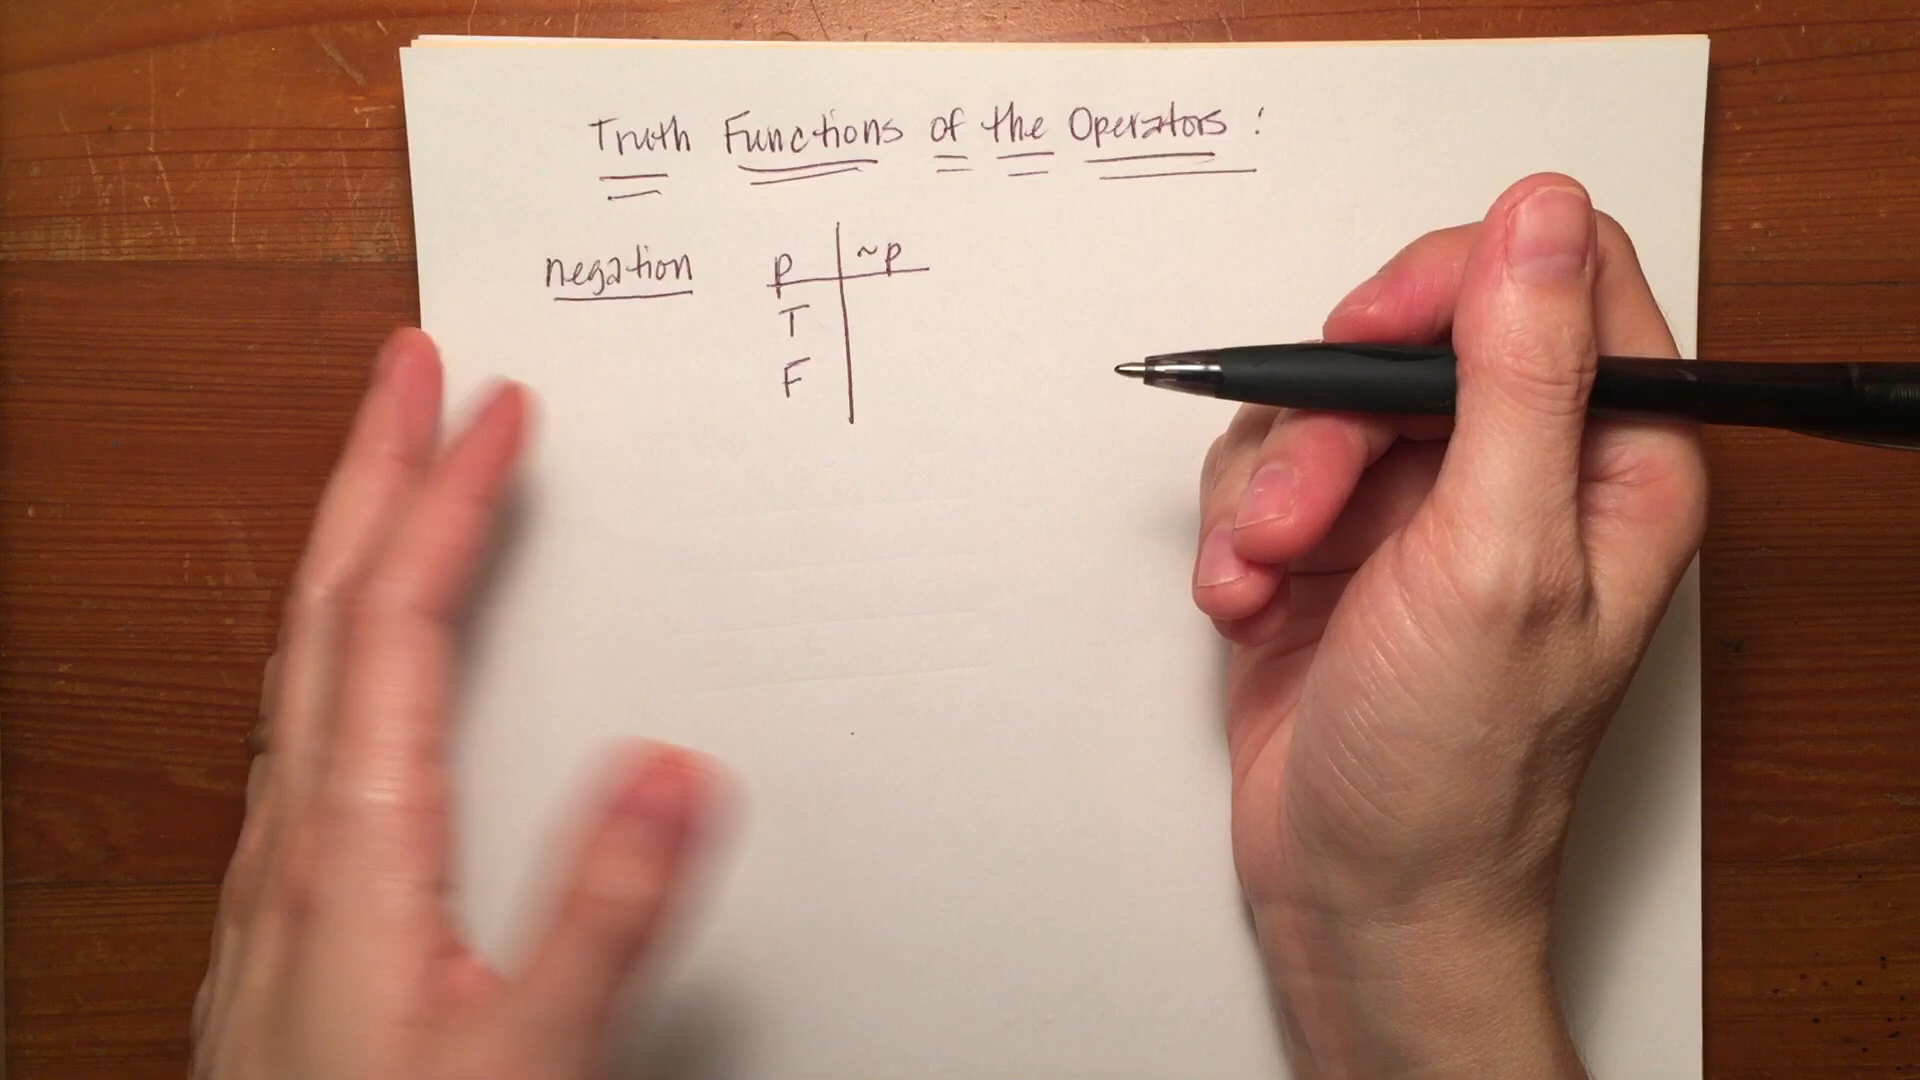 Truth Functions of the Operators :
negation p ~p
T
F